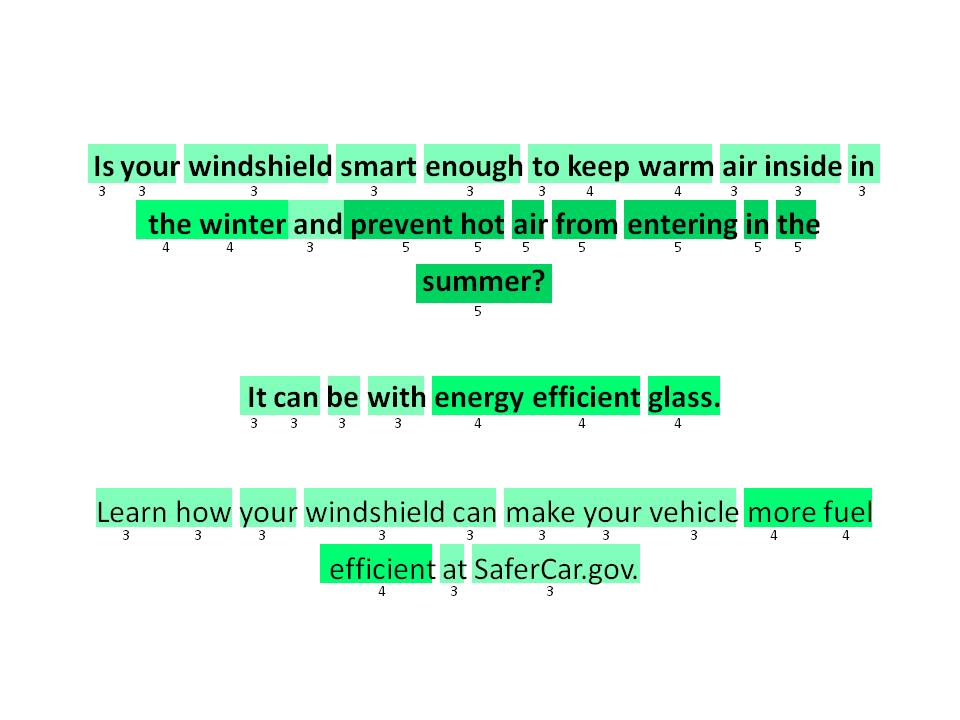 Is your windshield smart enough to keep warm air inside in
3 3 3 3 3 3 4 4 3 3 3
the winter and prevent hot air from entering in the
4 4 3 5 5 5 5 5 5 5
summer?
5
It can be with energy efficient glass.
3 3 3 3 4 4 4
Learn how your windshield can make your vehicle more fuel
3 3 3 3 3 3 3 3 4 4
efficient at SaferCar.gov.
4 3 3